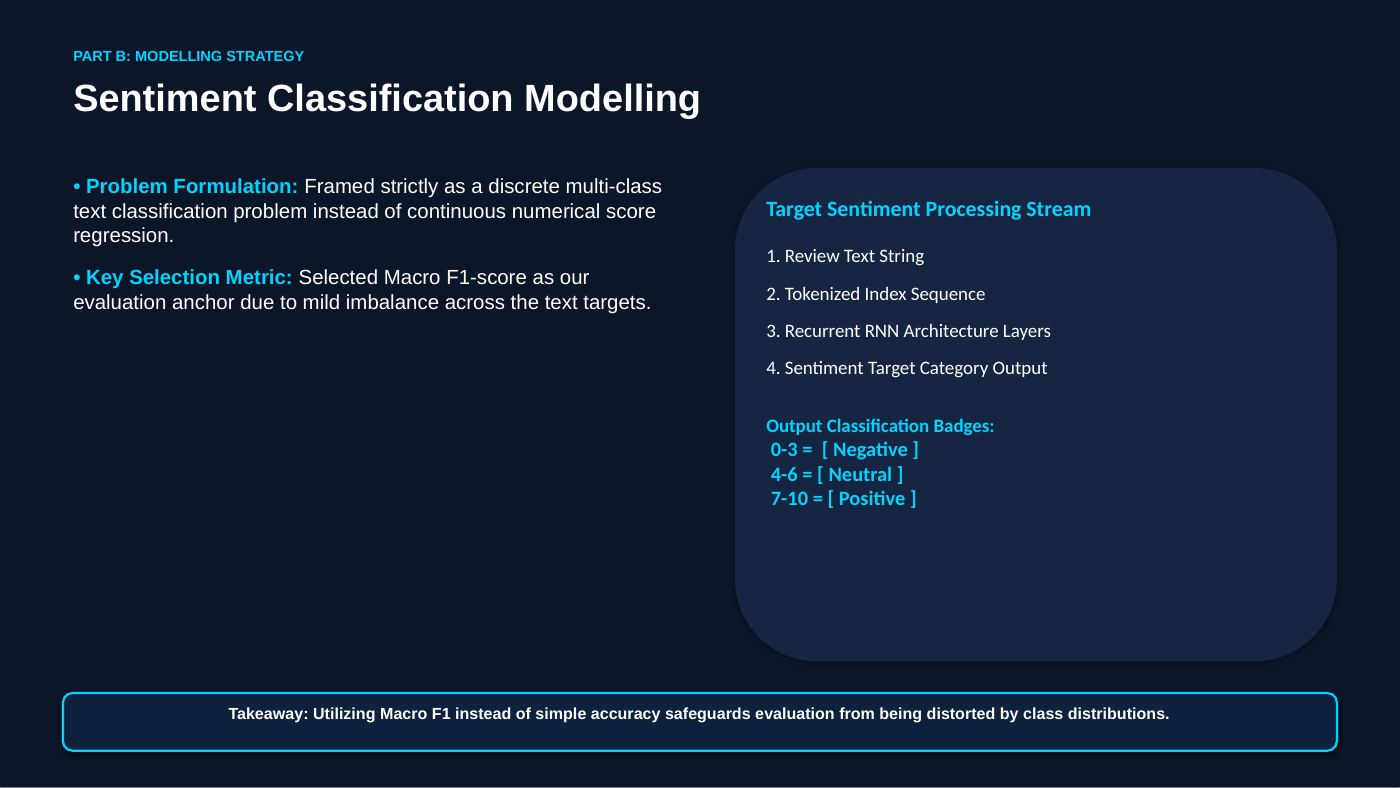 PART B: MODELLING STRATEGY
Sentiment Classification Modelling
• Problem Formulation: Framed strictly as a discrete multi-class
text classification problem instead of continuous numerical score
regression.
• Key Selection Metric: Selected Macro F1-score as our
evaluation anchor due to mild imbalance across the text targets.
Target Sentiment Processing Stream
1. Review Text String
2. Tokenized Index Sequence
3. Recurrent RNN Architecture Layers
4. Sentiment Target Category Output
Output Classification Badges:
0-3 =  [ Negative ]
4-6 = [ Neutral ]
7-10 = [ Positive ]
Takeaway: Utilizing Macro F1 instead of simple accuracy safeguards evaluation from being distorted by class distributions.